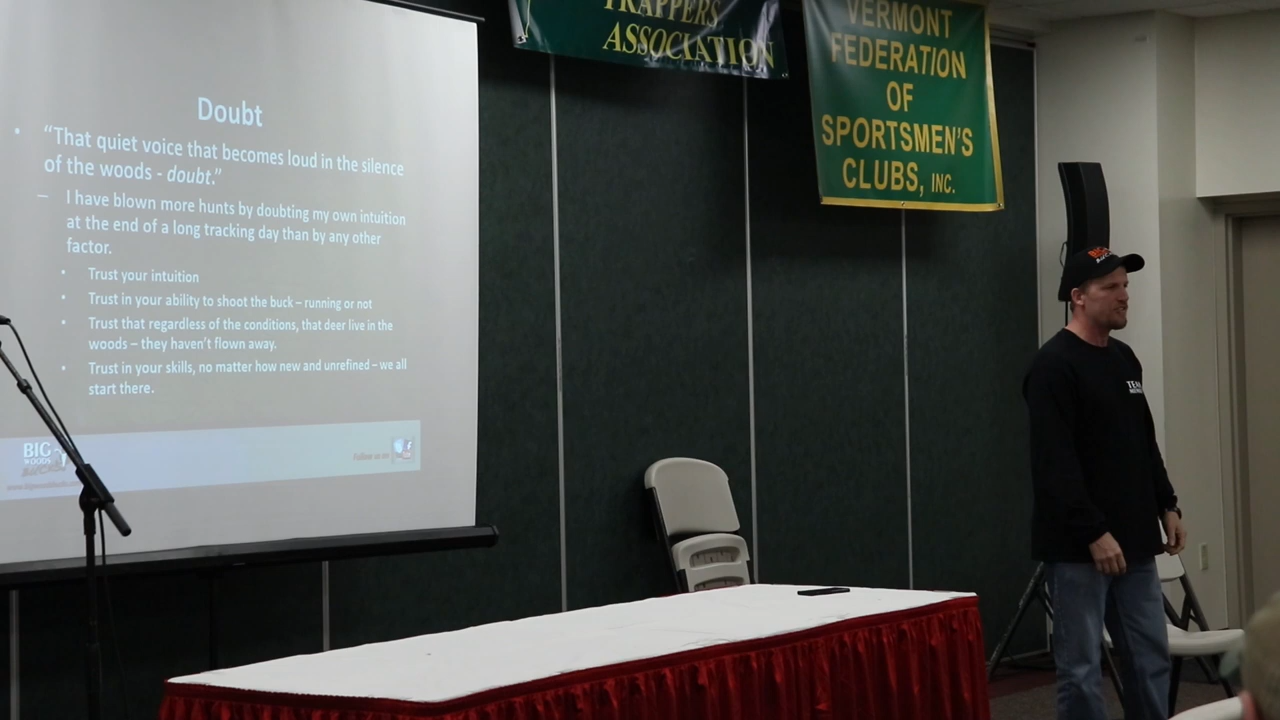 TRAPPERS
ASSOCIATION
VERMONT
FEDERATION
OF
SPORTSMEN'S
CLUBS, INC.
Doubt
• “That quiet voice that becomes loud in the silence
of the woods - doubt.”
– I have blown more hunts by doubting my own intuition
at the end of a long tracking day than by any other
factor.
• Trust your intuition
• Trust in your ability to shoot the buck – running or not
• Trust that regardless of the conditions, that deer live in the
woods – they haven't flown away.
• Trust in your skills, no matter how new and unrefined – we all
start there.
BIG
WOODS
Follow us on
TEAM